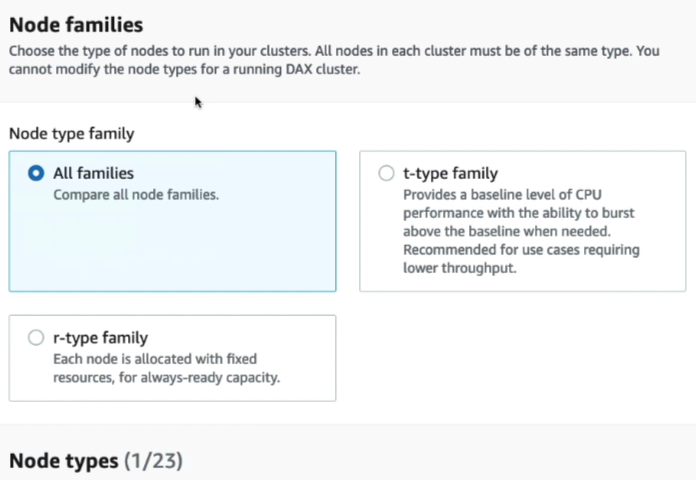 Node families
Choose the type of nodes to run in your clusters. All nodes in each cluster must be of the same type. You
cannot modify the node types for a running DAX cluster.
Node type family
All families
Compare all node families.
t-type family
Provides a baseline level of CPU
performance with the ability to burst
above the baseline when needed.
Recommended for use cases requiring
lower throughput.
r-type family
Each node is allocated with fixed
resources, for always-ready capacity.
Node types (1/23)